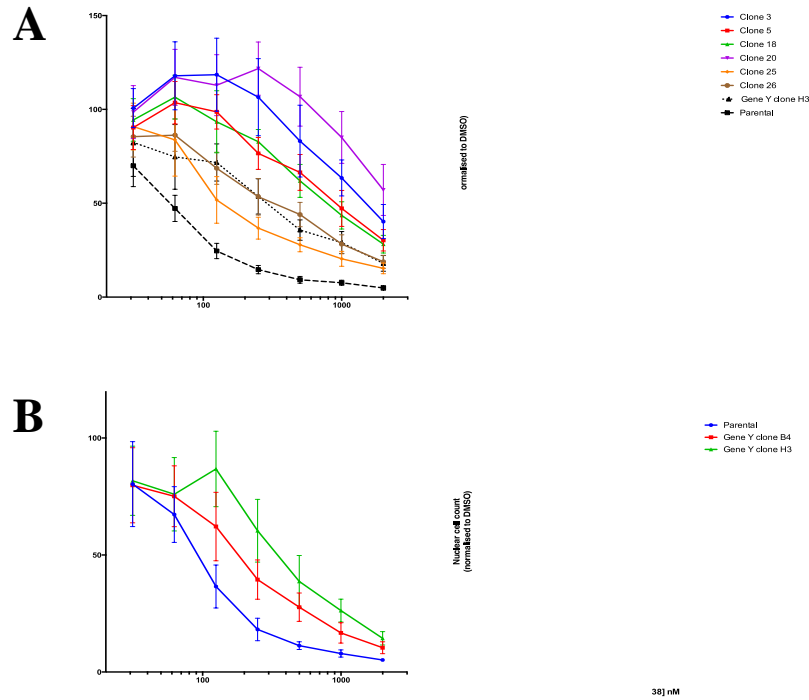 A
150
100
50
0
100
1000
Clone 3
Clone 5
Clone 18
Clone 20
Clone 25
Clone 26
Gene Y clone H3
Parental
ormalised to DMSO)
B
100
50
0
100
1000
Parental
Gene Y clone B4
Gene Y clone H3
Nuclear cell count
(normalised to DMSO)
38] nM